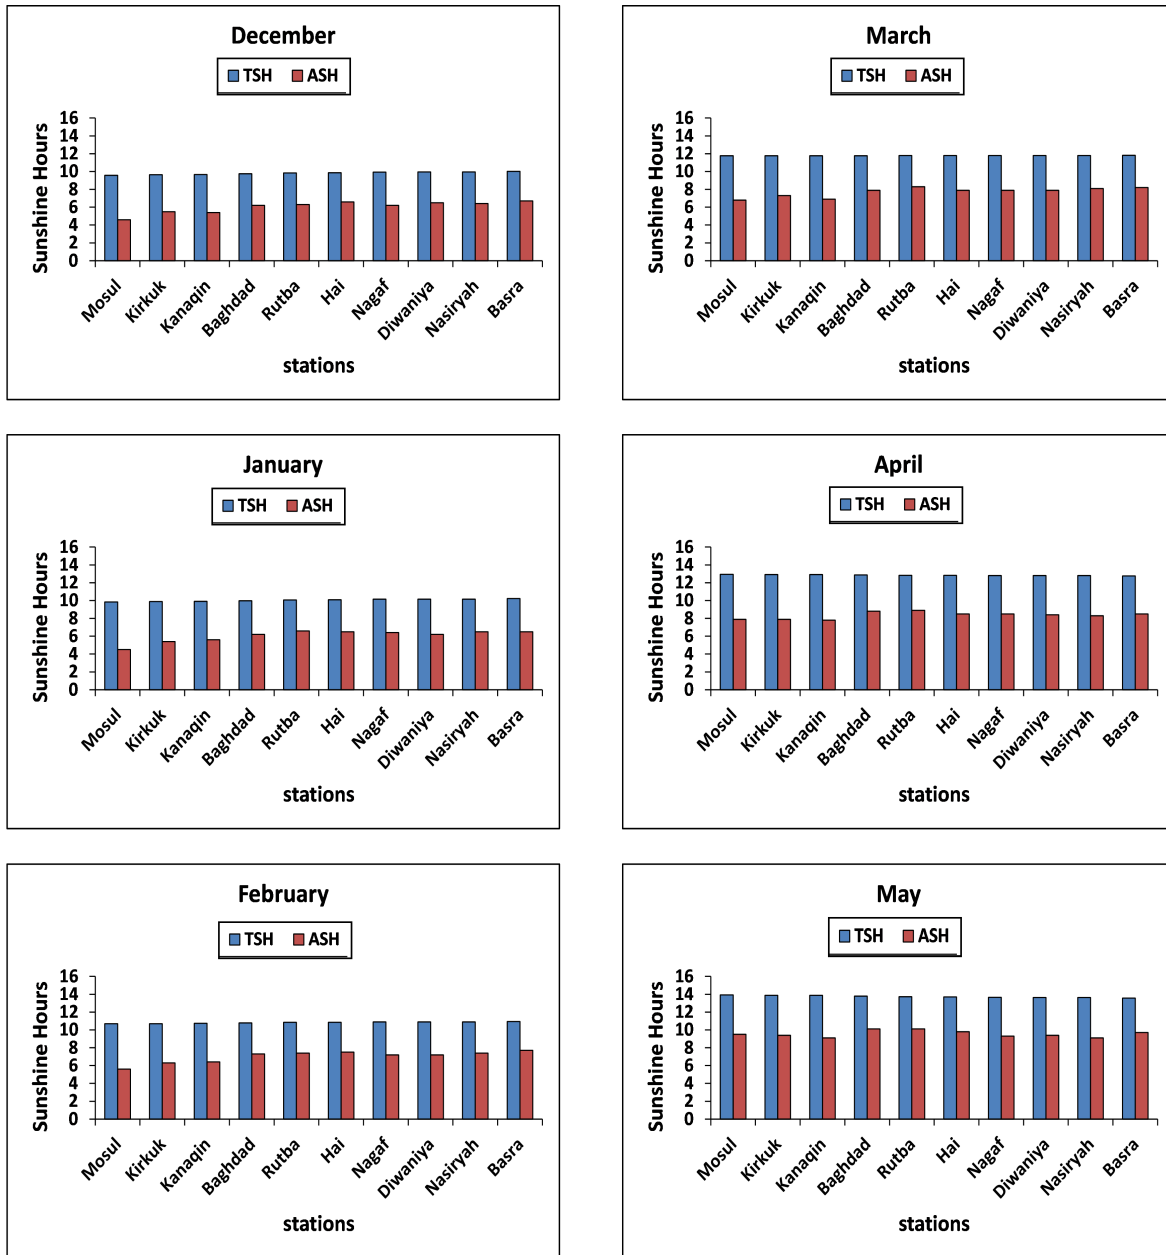 December
TSH ASH
Sunshine Hours
16
14
12
10
8
6
4
2
0
Mosul
Kirkuk
Kanaqin
Baghdad
Rutba
Hai
Nagaf
Diwaniya
Nasiryah
Basra
stations
March
TSH ASH
Sunshine Hours
16
14
12
10
8
6
4
2
0
Mosul
Kirkuk
Kanaqin
Baghdad
Rutba
Hai
Nagaf
Diwaniya
Nasiryah
Basra
stations
January
TSH ASH
Sunshine Hours
16
14
12
10
8
6
4
2
0
Mosul
Kirkuk
Kanaqin
Baghdad
Rutba
Hai
Nagaf
Diwaniya
Nasiryah
Basra
stations
April
TSH ASH
Sunshine Hours
16
14
12
10
8
6
4
2
0
Mosul
Kirkuk
Kanaqin
Baghdad
Rutba
Hai
Nagaf
Diwaniya
Nasiryah
Basra
stations
February
TSH ASH
Sunshine Hours
16
14
12
10
8
6
4
2
0
Mosul
Kirkuk
Kanaqin
Baghdad
Rutba
Hai
Nagaf
Diwaniya
Nasiryah
Basra
stations
May
TSH ASH
Sunshine Hours
16
14
12
10
8
6
4
2
0
Mosul
Kirkuk
Kanaqin
Baghdad
Rutba
Hai
Nagaf
Diwaniya
Nasiryah
Basra
stations